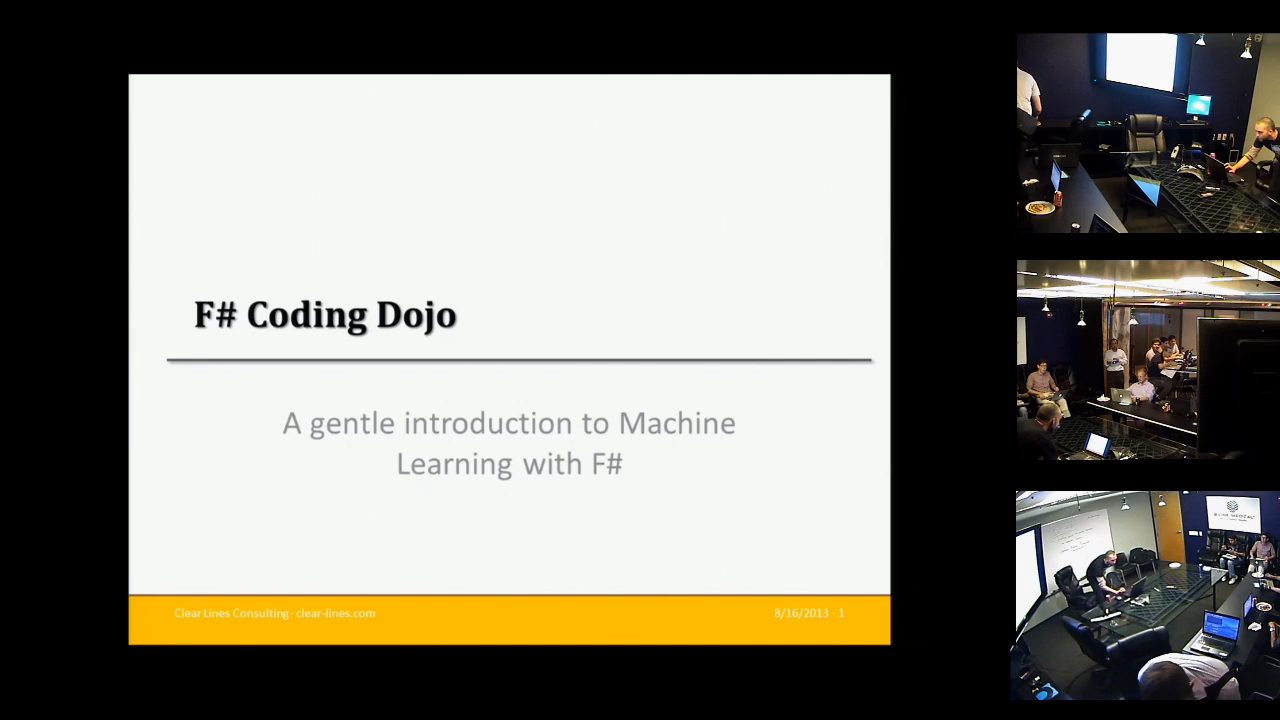 F# Coding Dojo
A gentle introduction to Machine
Learning with F#
Clear Lines Consulting · clear-lines.com
8/16/2013 - 1